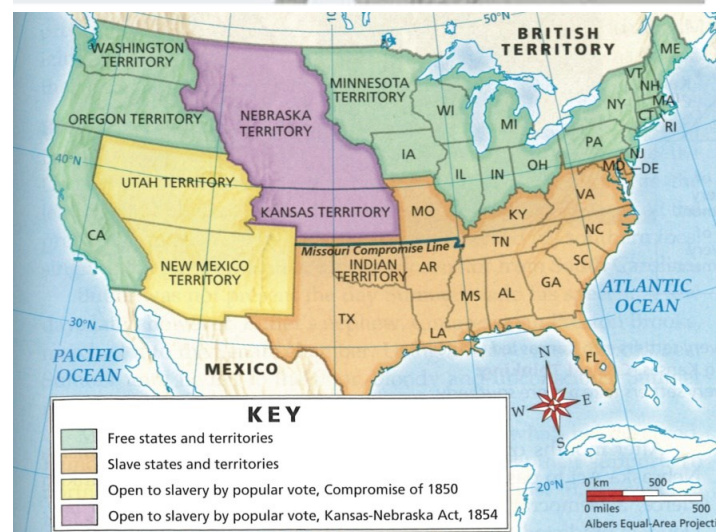 50°N
BRITISH
TERRITORY
WASHINGTON
TERRITORY
ME
MINNESOTA
TERRITORY
VT
NH
OREGON TERRITORY
NEBRASKA
TERRITORY
WI
MI
NY
MA
CT
RI
40°N
IA
PA
NJ
UTAH TERRITORY
IL
IN
OH
MD
DE
CA
KANSAS TERRITORY
MO
KY
VA
Missouri Compromise Line
TN
NC
NEW MEXICO
TERRITORY
INDIAN
TERRITORY
AR
SC
MS
AL
GA
ATLANTIC
OCEAN
30°N
TX
LA
PACIFIC
OCEAN
MEXICO
FL
N
W
E
S
KEY
Free states and territories
Slave states and territories
Open to slavery by popular vote, Compromise of 1850
Open to slavery by popular vote, Kansas-Nebraska Act, 1854
20°N
0 km 500
0 miles 500
Albers Equal-Area Project